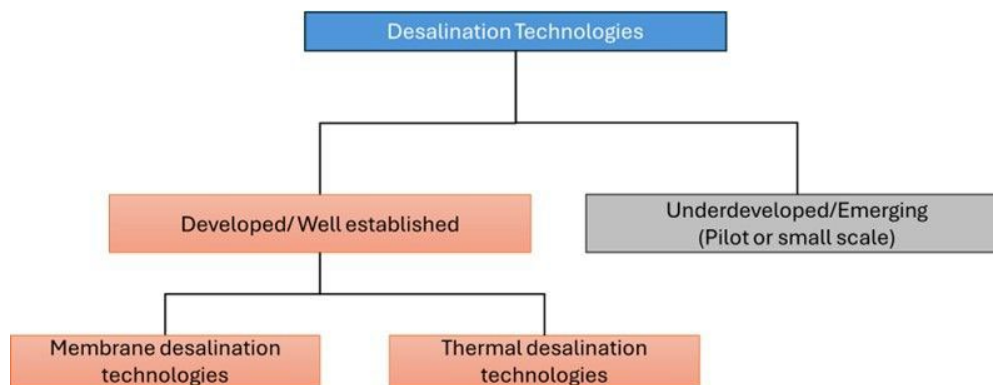 Desalination Technologies
Developed/ Well established
Underdeveloped/Emerging
(Pilot or small scale)
Membrane desalination
technologies
Thermal desalination
technologies